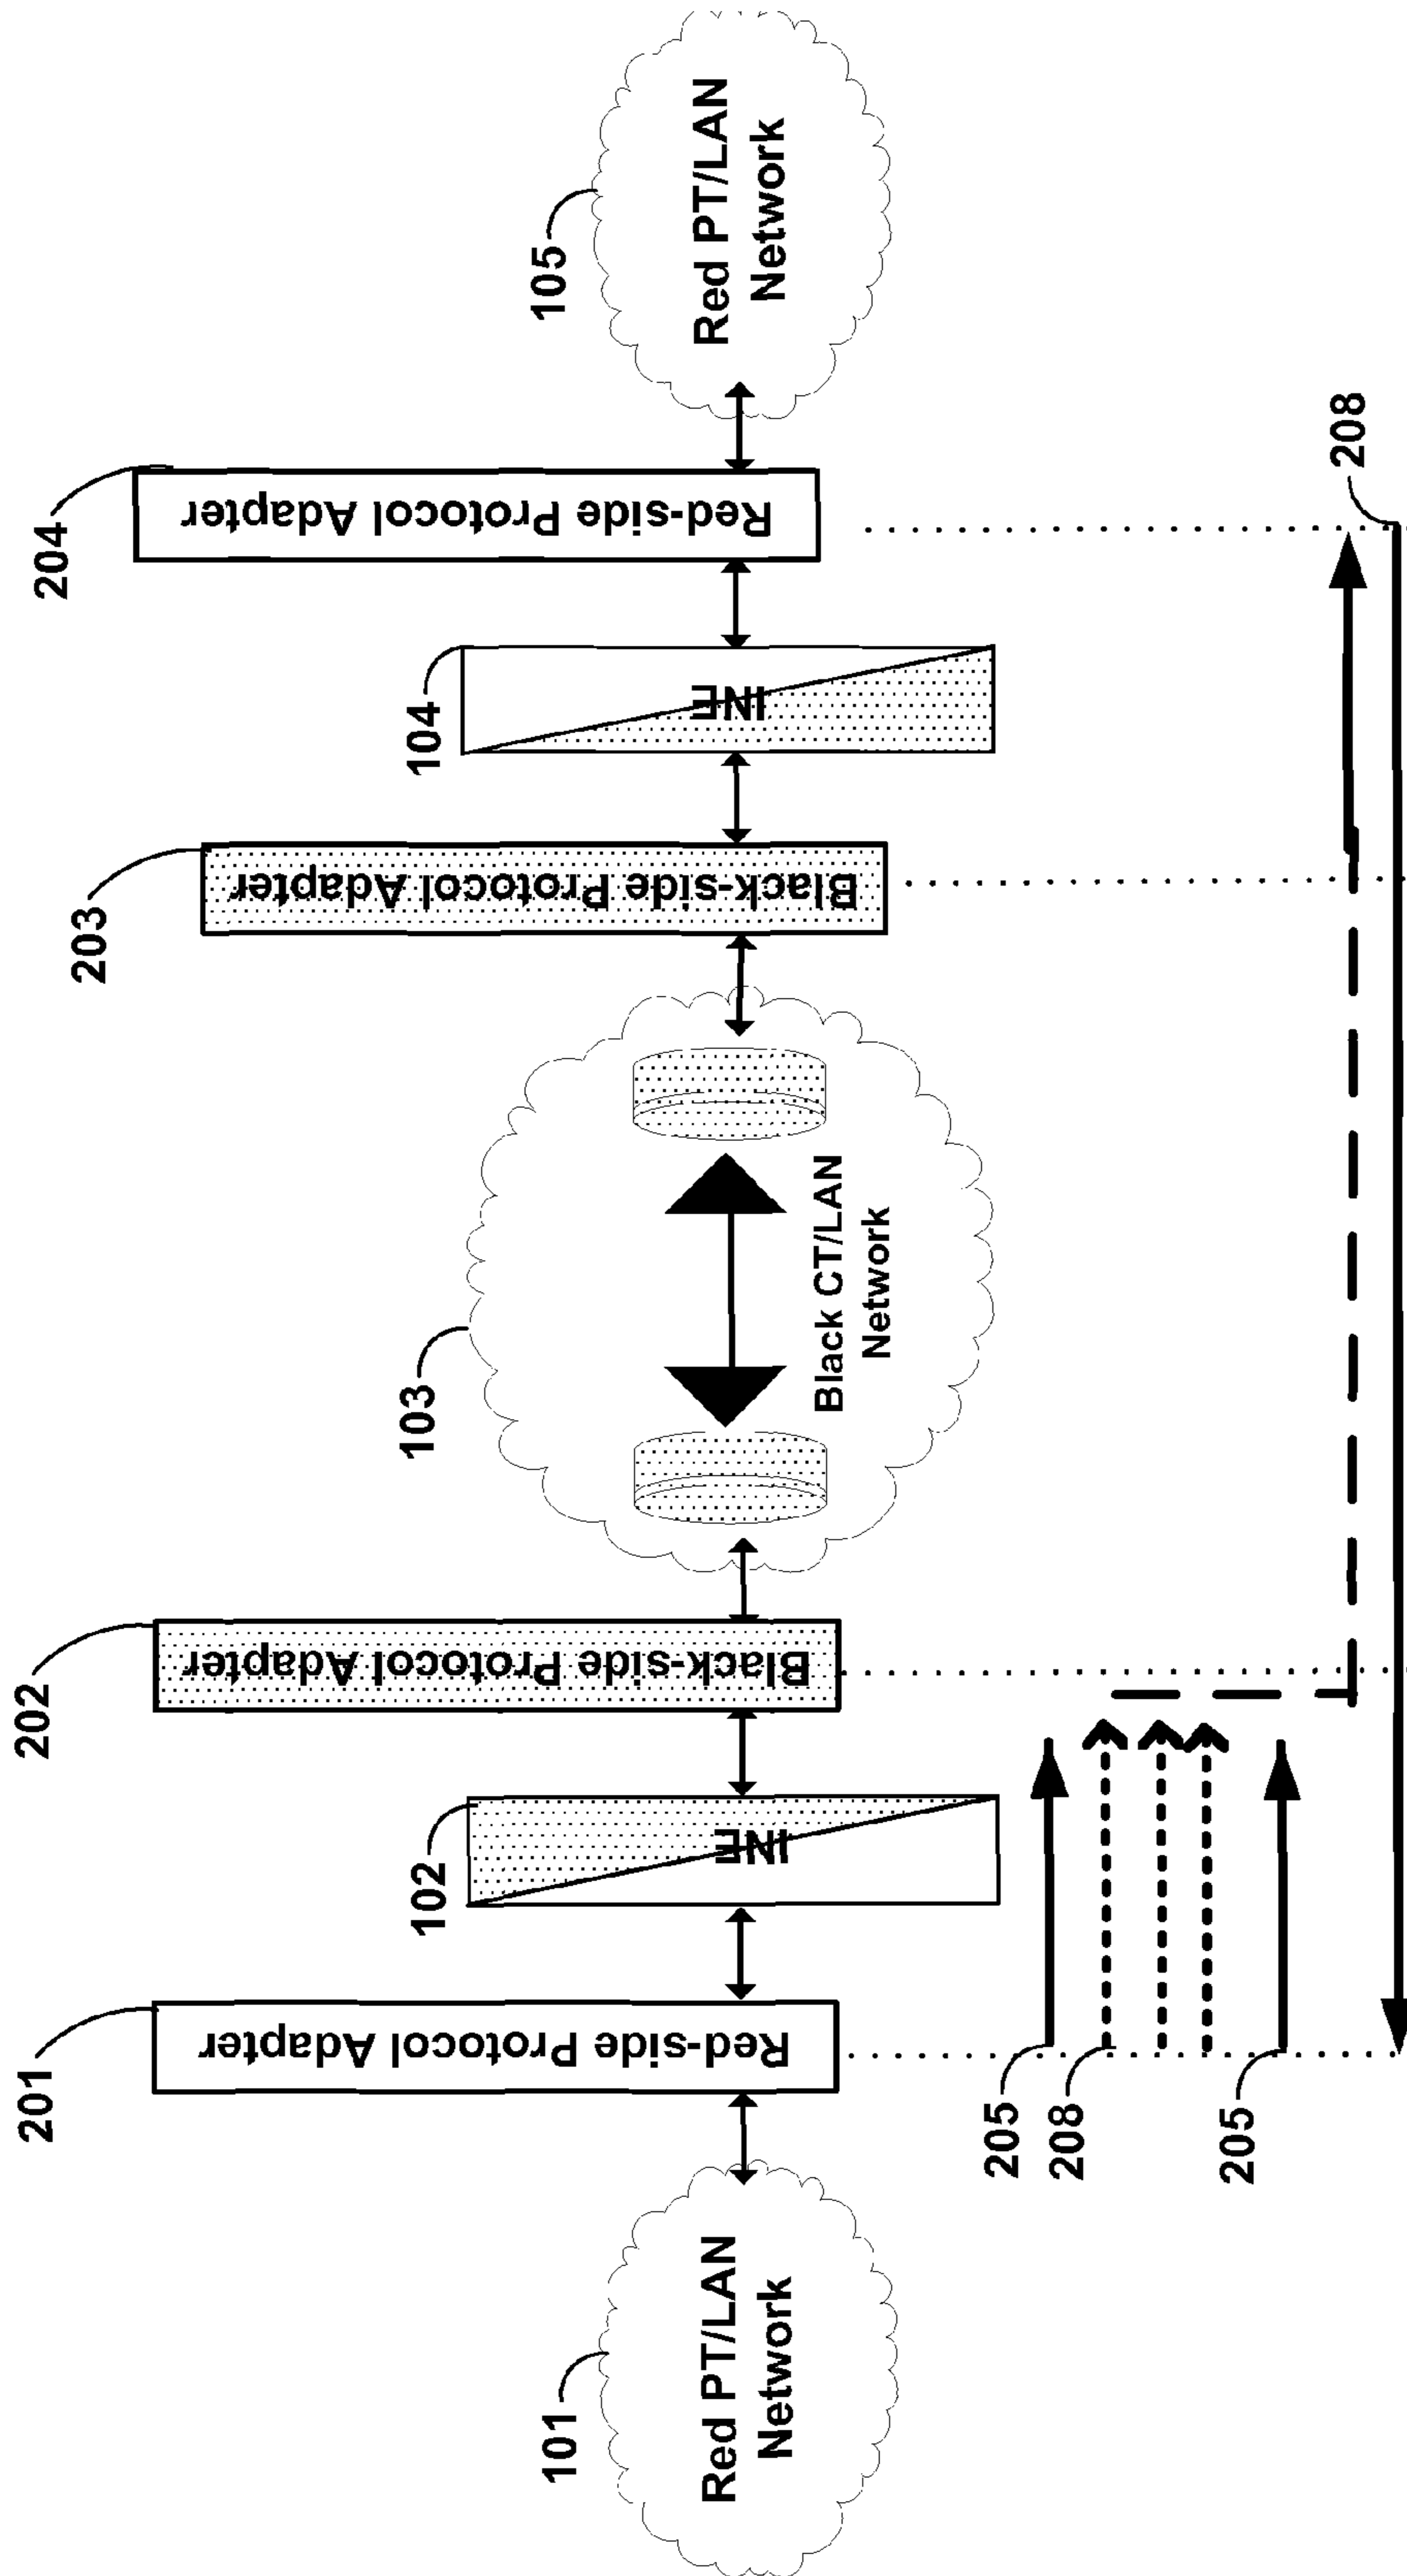 101
Red PT/LAN
Network
201
Red-side Protocol Adapter
102
INE
202
Black-side Protocol Adapter
103
Black CT/LAN
Network
203
Black-side Protocol Adapter
104
INE
204
Red-side Protocol Adapter
105
Red PT/LAN
Network
205
208
205
208